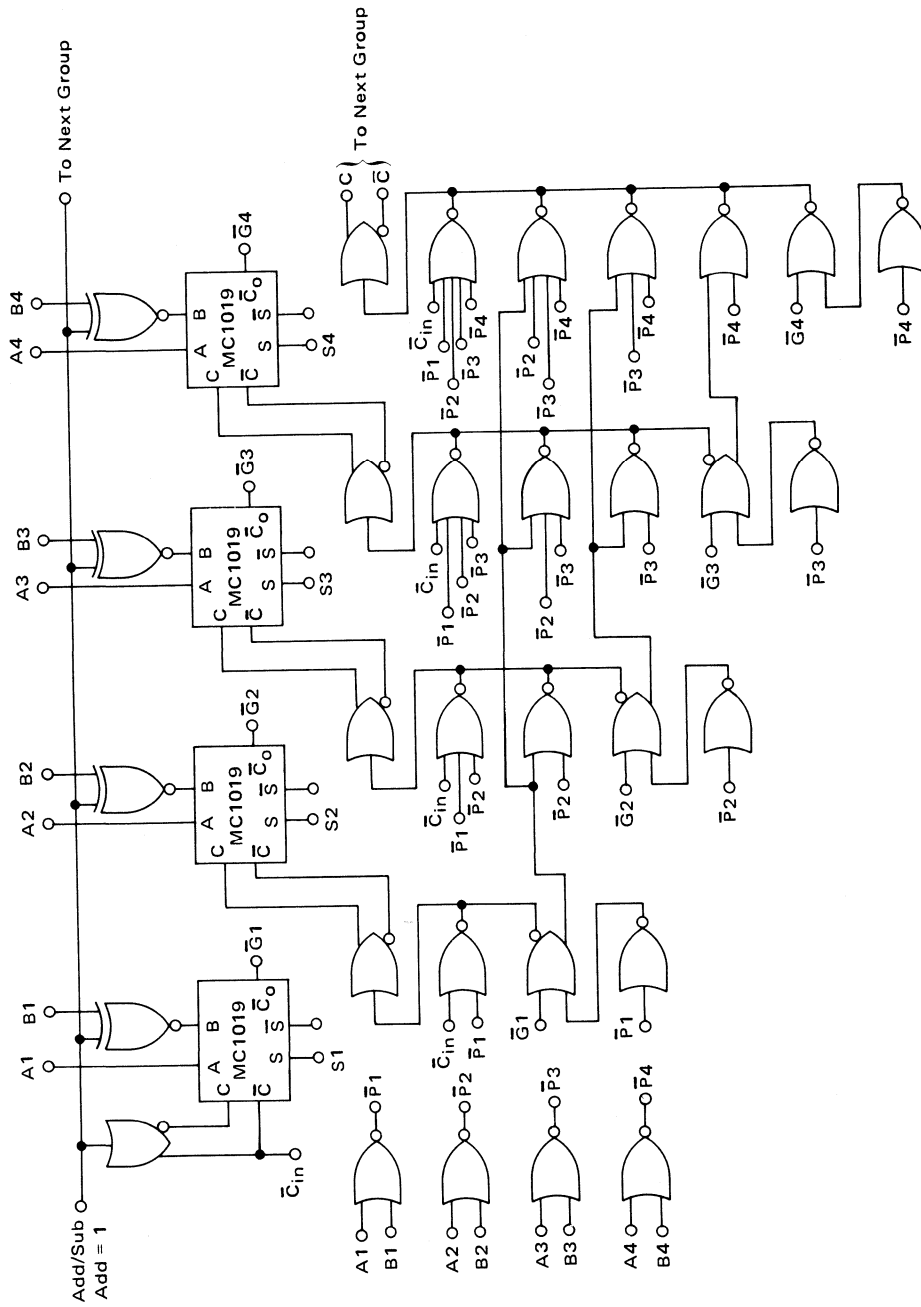 A1 B1 A2 B2 A3 B3 A4 B4
Add/Sub
Add = 1
To Next Group
C A B
C̄ MC1019 C̄o
S S̄
Ḡ1
C A B
C̄ MC1019 C̄o
S S̄
Ḡ2
C A B
C̄ MC1019 C̄o
S S̄
Ḡ3
C A B
C̄ MC1019 C̄o
S S̄
Ḡ4
C̄in
S1
S2
S3
S4
C
C̄
To Next Group
A1
B1
P̄1
C̄in
P̄1
C̄in
P̄1
P̄2
C̄in
P̄1
P̄2
P̄3
C̄in
P̄1
P̄2
P̄3
P̄4
A2
B2
P̄2
Ḡ1
P̄2
P̄2
P̄3
P̄2
P̄3
P̄4
A3
B3
P̄3
P̄1
Ḡ2
P̄3
P̄3
P̄4
A4
B4
P̄4
P̄2
Ḡ3
P̄4
P̄3
Ḡ4
P̄4